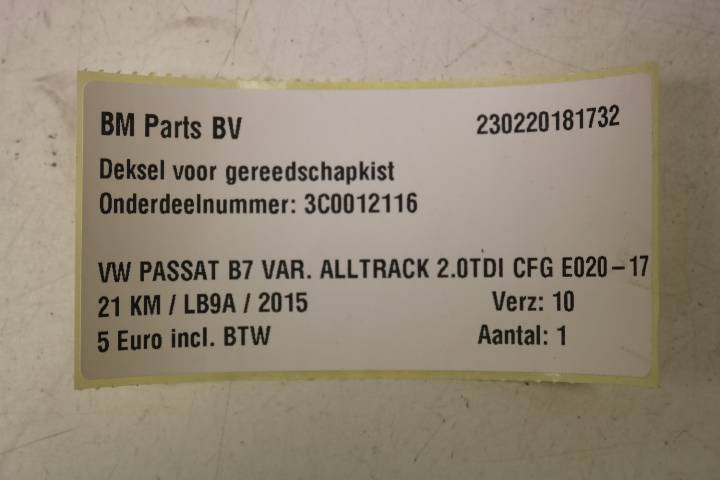 BM Parts BV 230220181732
Deksel voor gereedschapkist
Onderdeelnummer: 3C0012116
VW PASSAT B7 VAR. ALLTRACK 2.0TDI CFG E020-17
21 KM / LB9A / 2015 Verz: 10
5 Euro incl. BTW Aantal: 1